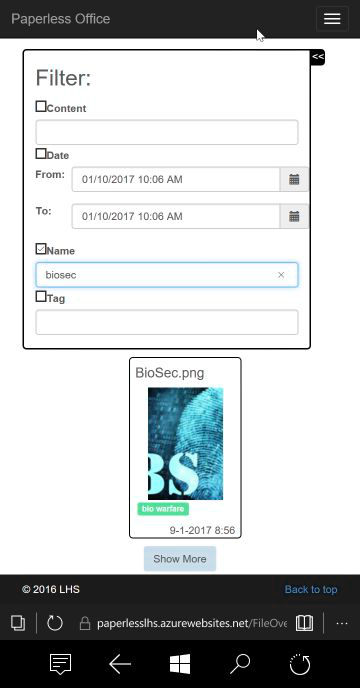 Paperless Office
<<
Filter:
Content
Date
From:
01/10/2017 10:06 AM
To:
01/10/2017 10:06 AM
Name
biosec
×
Tag
BioSec.png
BS
bio warfare
9-1-2017 8:56
Show More
© 2016 LHS
Back to top
paperlesslhs.azurewebsites.net/FileOve
...